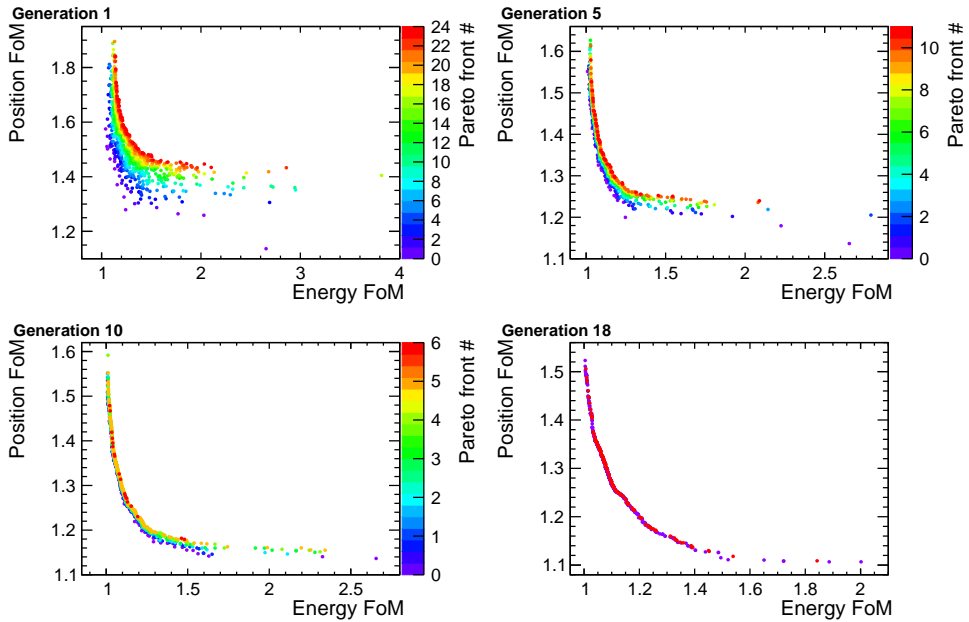 Generation 1
Position FoM
1.8
1.6
1.4
1.2
1 2 3 4
Energy FoM
24
22
20
18
16
14
12
10
8
6
4
2
0
Pareto front #
Generation 5
Position FoM
1.6
1.5
1.4
1.3
1.2
1.1
1 1.5 2 2.5
Energy FoM
10
8
6
4
2
0
Pareto front #
Generation 10
Position FoM
1.6
1.5
1.4
1.3
1.2
1.1
1 1.5 2 2.5
Energy FoM
6
5
4
3
2
1
0
Pareto front #
Generation 18
Position FoM
1.5
1.4
1.3
1.2
1.1
1 1.2 1.4 1.6 1.8 2
Energy FoM